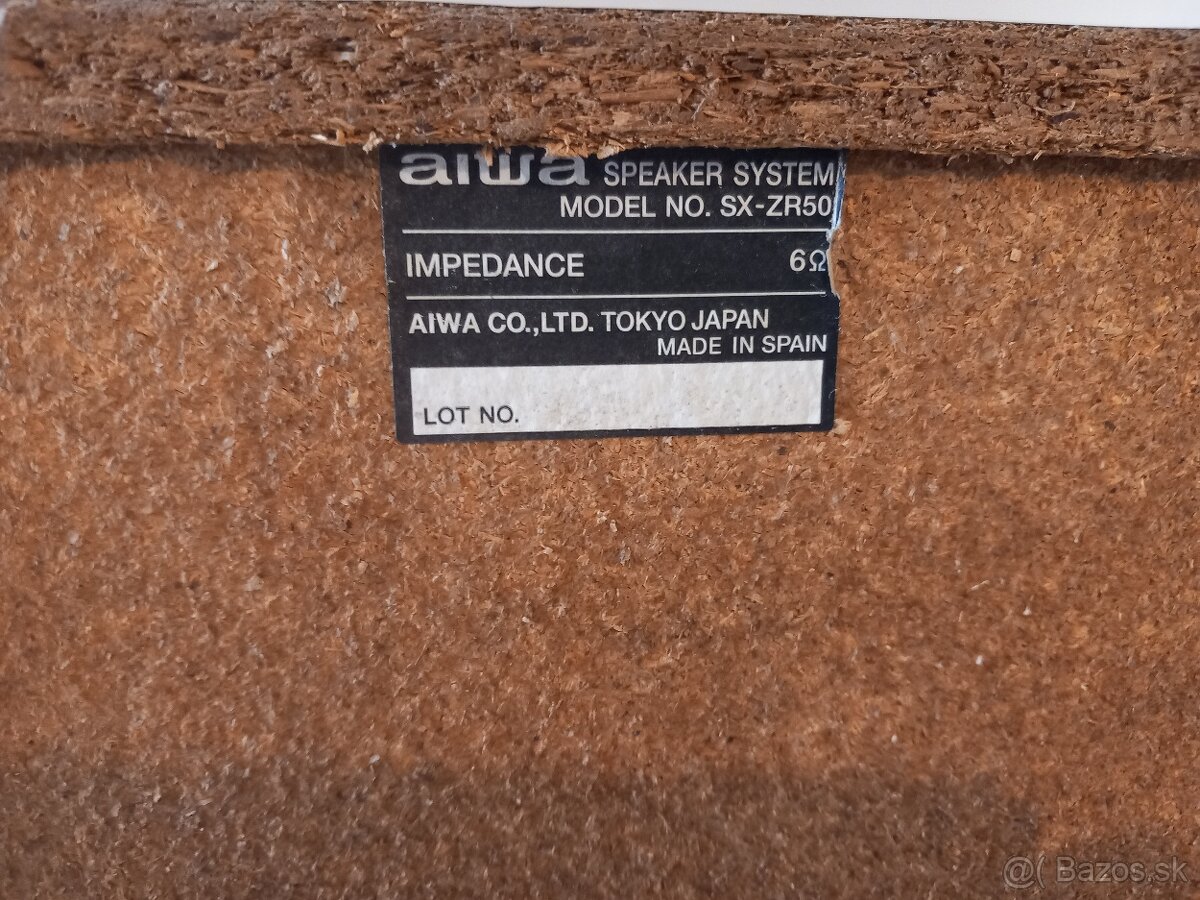 aiwa SPEAKER SYSTEM
MODEL NO. SX-ZR50
IMPEDANCE 6Ω
AIWA CO.,LTD. TOKYO JAPAN
MADE IN SPAIN
LOT NO.
@( Bazos.sk